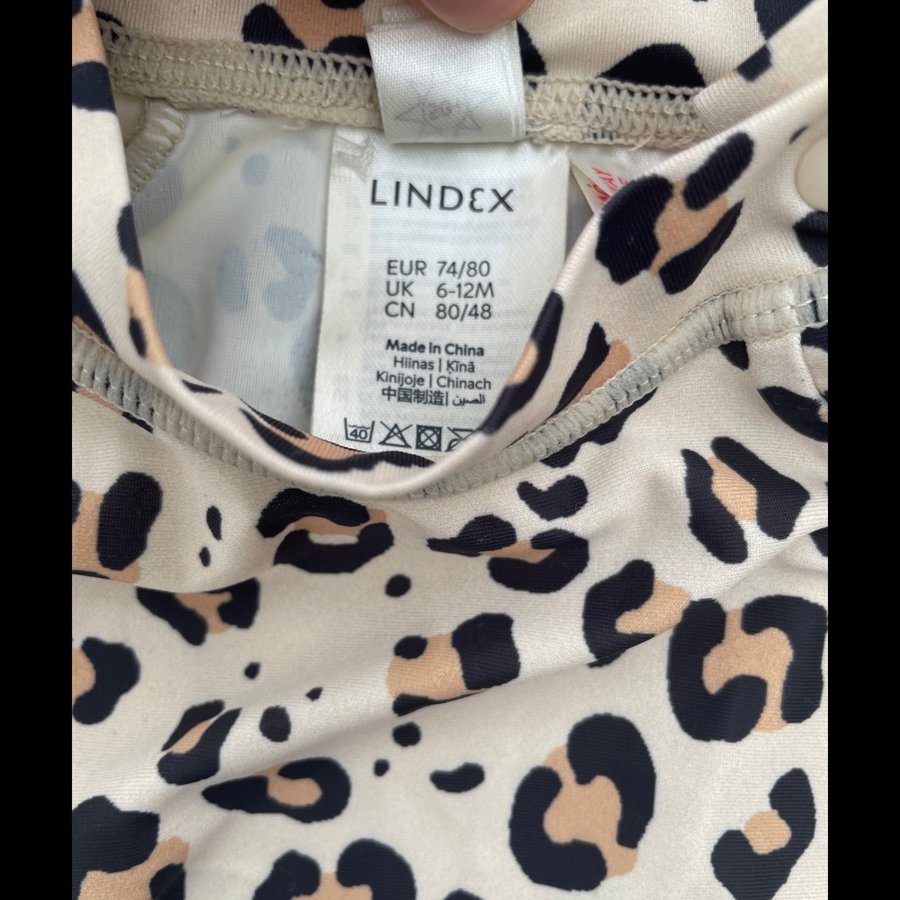 LINDEX
EUR 74/80
UK 6-12M
CN 80/48
Made in China
Hiinas | Ķīnā
Kinijoje | Chinach
中国制造 | الصين
40